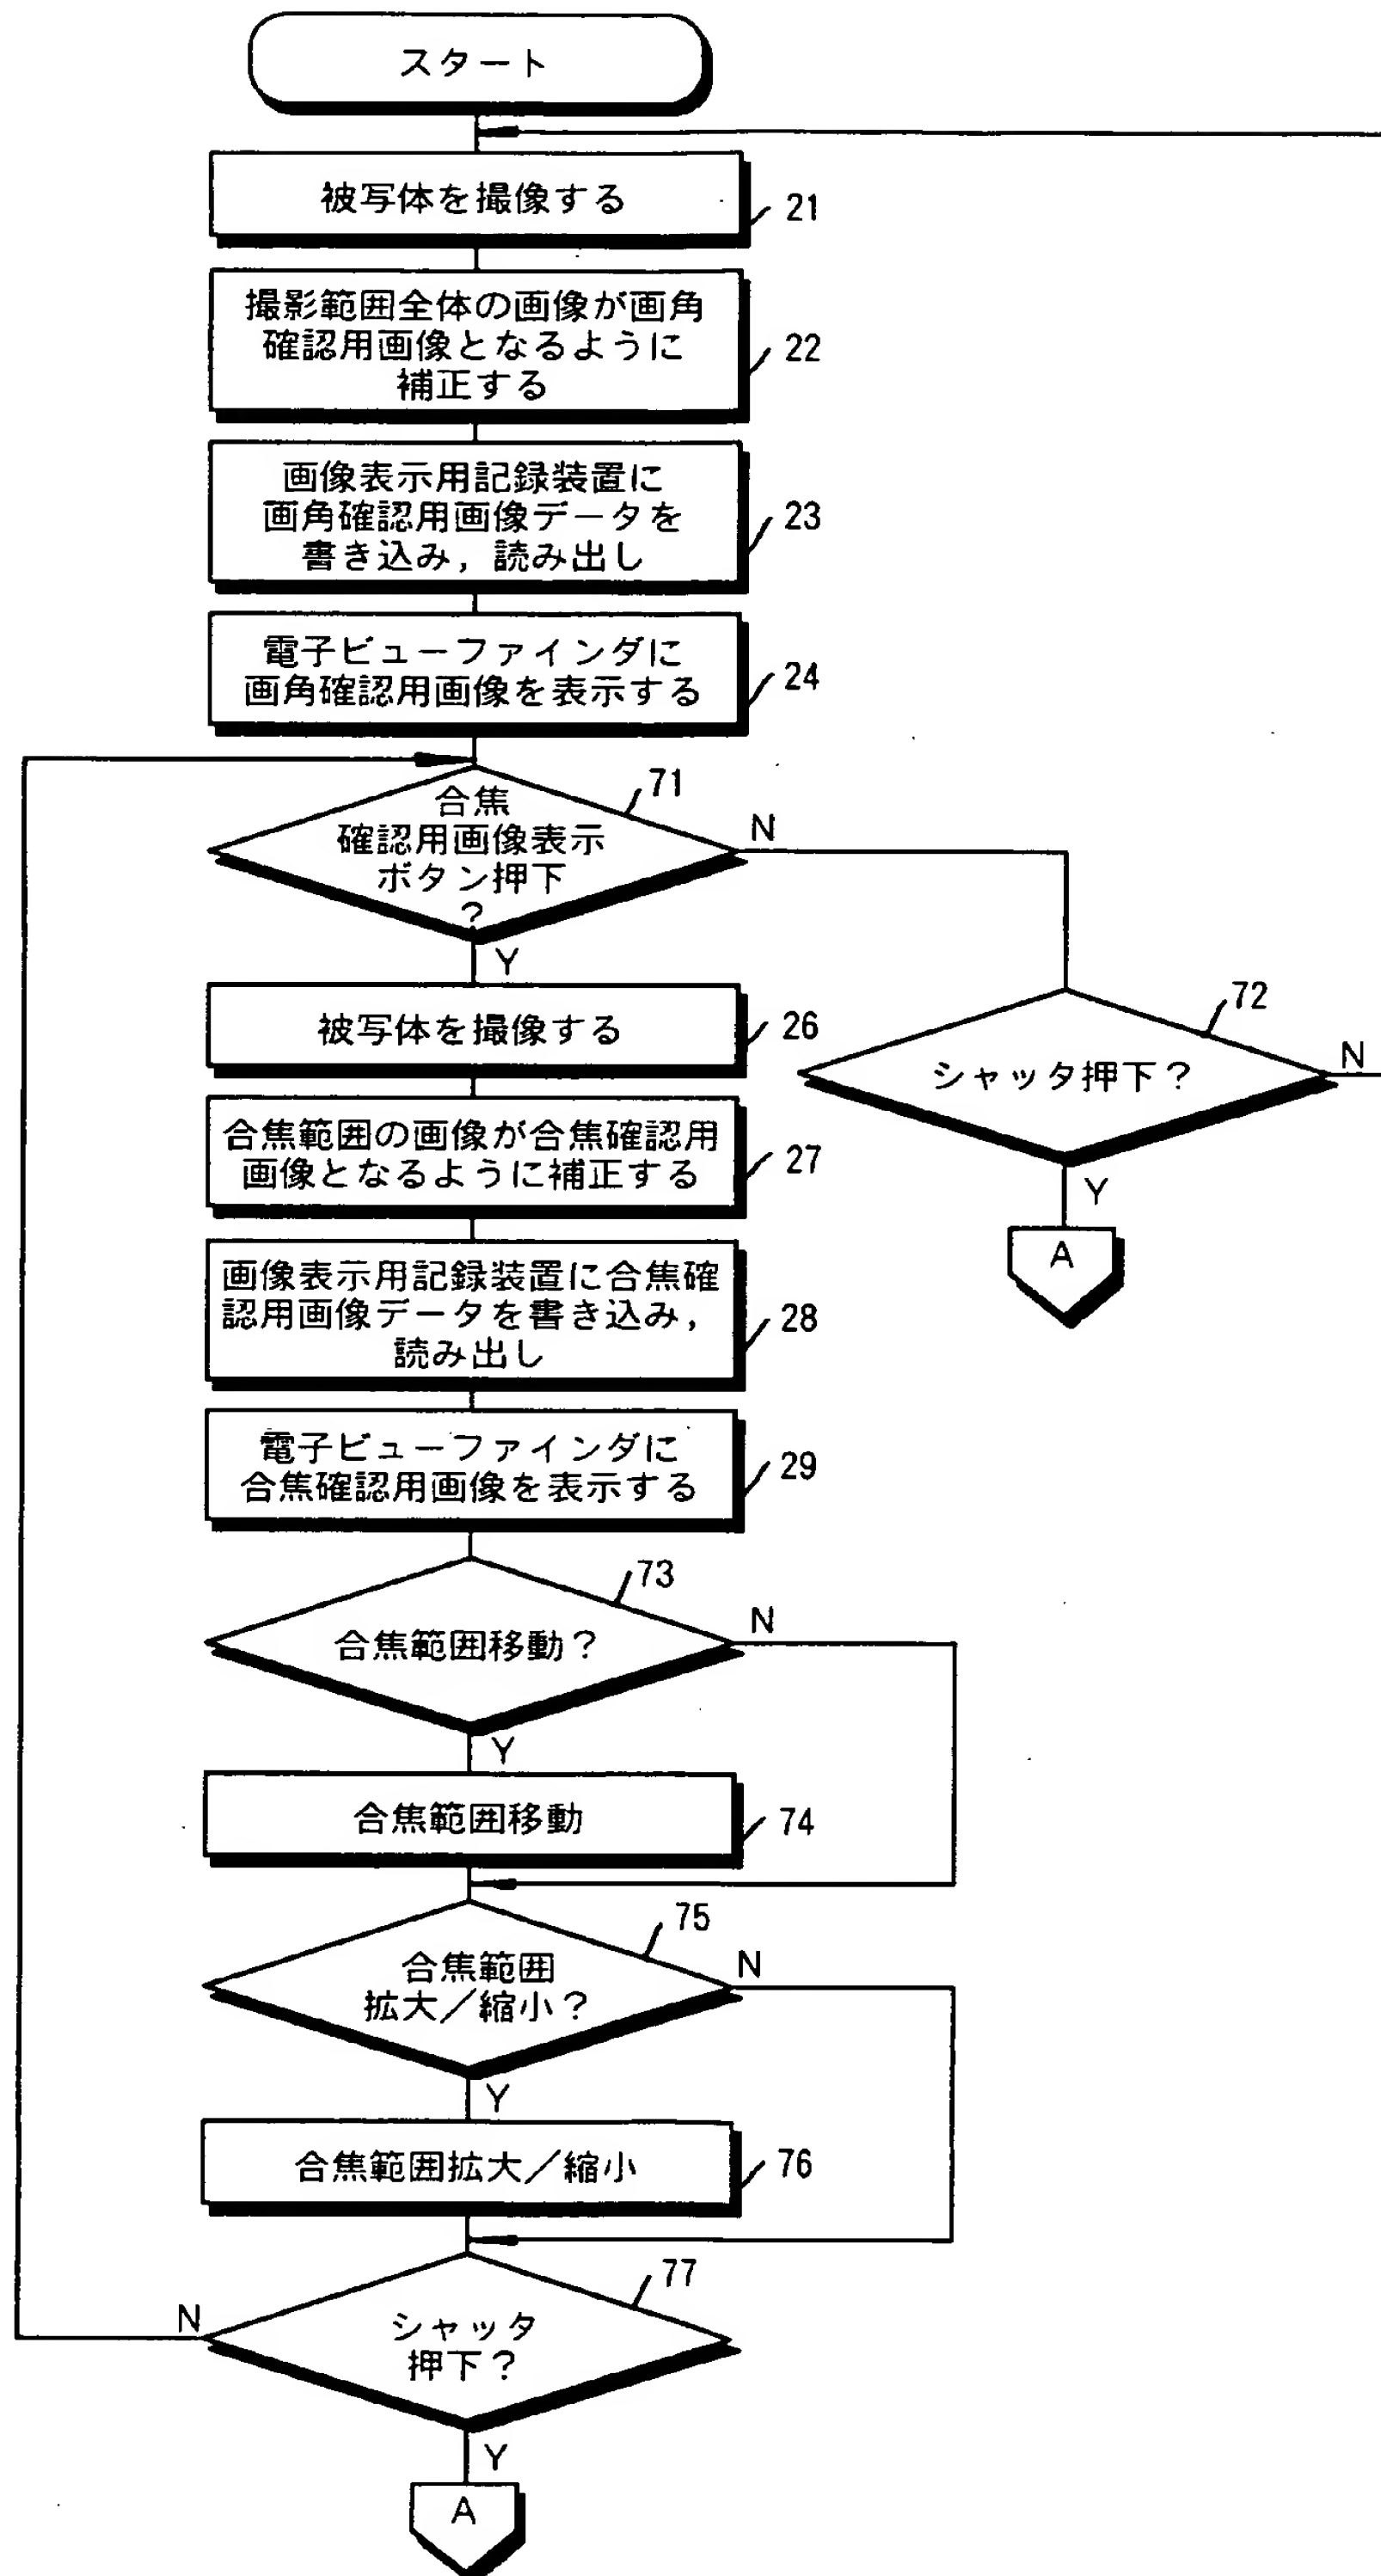 スタート
被写体を撮像する
21
撮影範囲全体の画像が画角
確認用画像となるように
補正する
22
画像表示用記録装置に
画角確認用画像データを
書き込み，読み出し
23
電子ビューファインダに
画角確認用画像を表示する
24
合焦
確認用画像表示
ボタン押下
？
71
N
Y
シャッタ押下？
72
N
Y
A
被写体を撮像する
26
合焦範囲の画像が合焦確認用
画像となるように補正する
27
画像表示用記録装置に合焦確
認用画像データを書き込み，
読み出し
28
電子ビューファインダに
合焦確認用画像を表示する
29
合焦範囲移動？
73
N
Y
合焦範囲移動
74
合焦範囲
拡大／縮小？
75
N
Y
合焦範囲拡大／縮小
76
シャッタ
押下？
77
N
Y
A